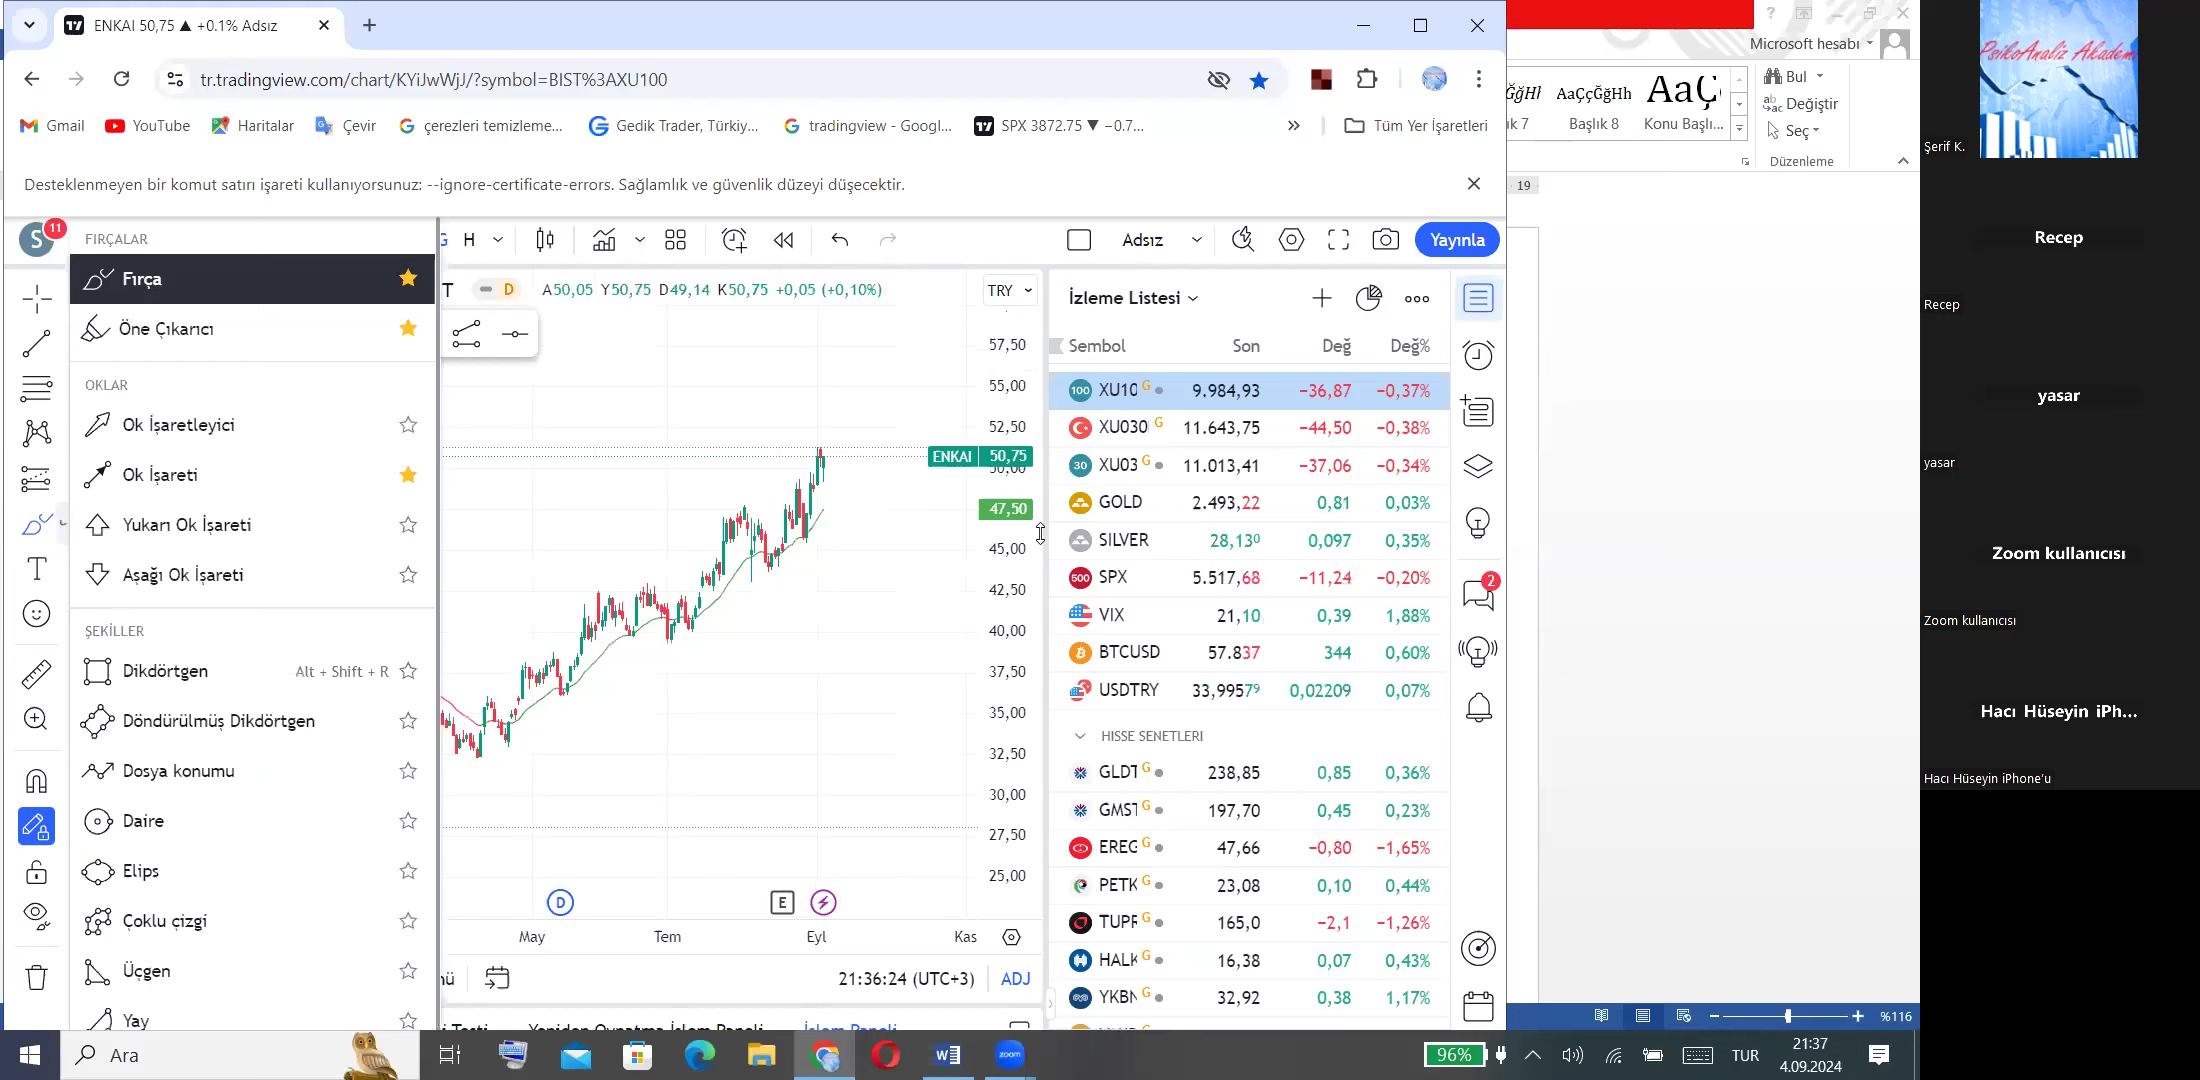 ENKAI 50,75 ▲ +0.1% Adsız
tr.tradingview.com/chart/KYiJwWjJ/?symbol=BIST%3AXU100
Gmail YouTube Haritalar Çevir çerezleri temizleme... Gedik Trader, Türkiy... tradingview - Googl... SPX 3872.75 ▼ −0.7... » Tüm Yer İşaretleri
Desteklenmeyen bir komut satırı işareti kullanıyorsunuz: --ignore-certificate-errors. Sağlamlık ve güvenlik düzeyi düşecektir.
S 11
H Adsız Yayınla
FIRÇALAR
Fırça
Öne Çıkarıcı
OKLAR
Ok İşaretleyici
Ok İşareti
Yukarı Ok İşareti
Aşağı Ok İşareti
ŞEKİLLER
Dikdörtgen Alt + Shift + R
Döndürülmüş Dikdörtgen
Dosya konumu
Daire
Elips
Çoklu çizgi
Üçgen
Yay
T D A50,05 Y50,75 D49,14 K50,75 +0,05 (+0,10%)
TRY
57,50
55,00
52,50
ENKAI 50,75
50,00
47,50
45,00
42,50
40,00
37,50
35,00
32,50
30,00
27,50
25,00
D E
May Tem Eyl Kas
21:36:24 (UTC+3) ADJ
İzleme Listesi
Sembol Son Değ Değ%
100 XU10 G 9.984,93 −36,87 −0,37%
XU030 G 11.643,75 −44,50 −0,38%
30 XU03 G 11.013,41 −37,06 −0,34%
GOLD 2.493,22 0,81 0,03%
SILVER 28,130 0,097 0,35%
500 SPX 5.517,68 −11,24 −0,20%
VIX 21,10 0,39 1,88%
BTCUSD 57.837 344 0,60%
USDTRY 33,99579 0,02209 0,07%
HISSE SENETLERI
GLDT G 238,85 0,85 0,36%
GMST G 197,70 0,45 0,23%
EREG G 47,66 −0,80 −1,65%
PETK G 23,08 0,10 0,44%
TUPR G 165,0 −2,1 −1,26%
HALK G 16,38 0,07 0,43%
YKBN G 32,92 0,38 1,17%
2
Microsoft hesabı
AaÇçĞğHh AaÇ
Başlık 8 Konu Başlı...
Bul
Değiştir
Seç
Düzenleme
19
%116
PsikoAnaliz Akadem
Şerif K.
Recep
Recep
yasar
yasar
Zoom kullanıcısı
Zoom kullanıcısı
Hacı Hüseyin iPh...
Hacı Hüseyin iPhone'u
Ara
zoom
96%
TUR
21:37
4.09.2024